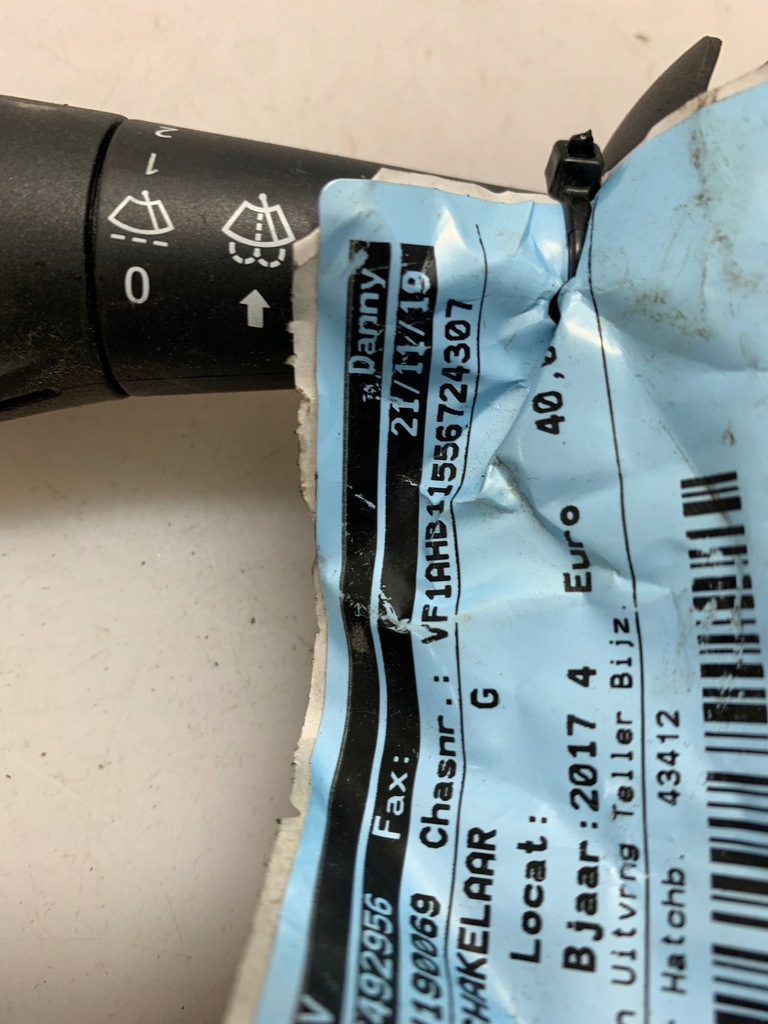 2
1
0
Danny
V
492956 Fax: 21/11/19
190069 Chasnr.: VF1AHB11556724307
HAKELAAR G
Locat:
Bjaar:2017 4 Euro 40,
Uitvrng Teller Bijz.
Hatchb. 43412